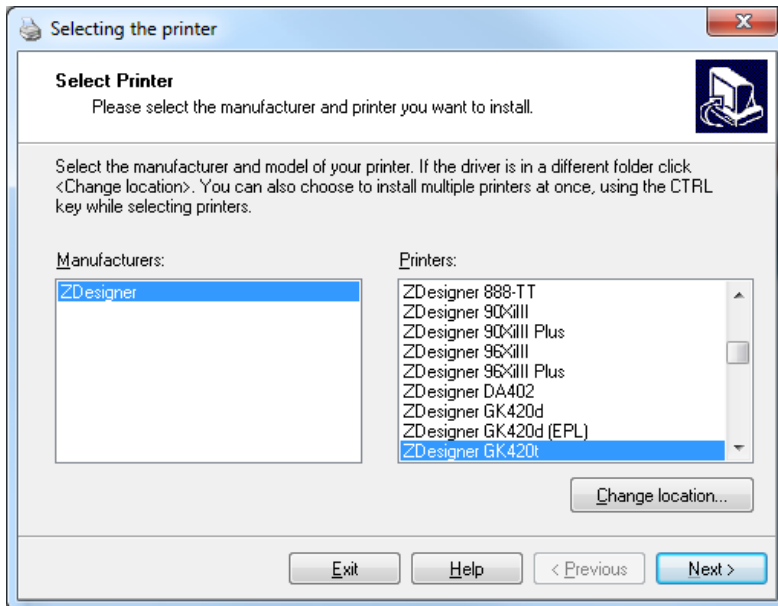 Selecting the printer
Select Printer
Please select the manufacturer and printer you want to install.
Select the manufacturer and model of your printer. If the driver is in a different folder click
<Change location>. You can also choose to install multiple printers at once, using the CTRL
key while selecting printers.
Manufacturers:
ZDesigner
Printers:
ZDesigner 888-TT
ZDesigner 90XiIII
ZDesigner 90XiIII Plus
ZDesigner 96XiIII
ZDesigner 96XiIII Plus
ZDesigner DA402
ZDesigner GK420d
ZDesigner GK420d (EPL)
ZDesigner GK420t
Change location...
Exit
Help
< Previous
Next >